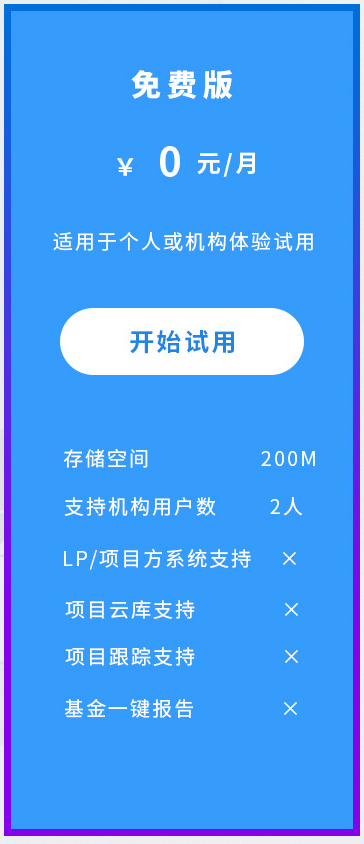 免费版
¥ 0 元/月
适用于个人或机构体验试用
开始试用
存储空间 200M
支持机构用户数 2人
LP/项目方系统支持 ×
项目云库支持 ×
项目跟踪支持 ×
基金一键报告 ×